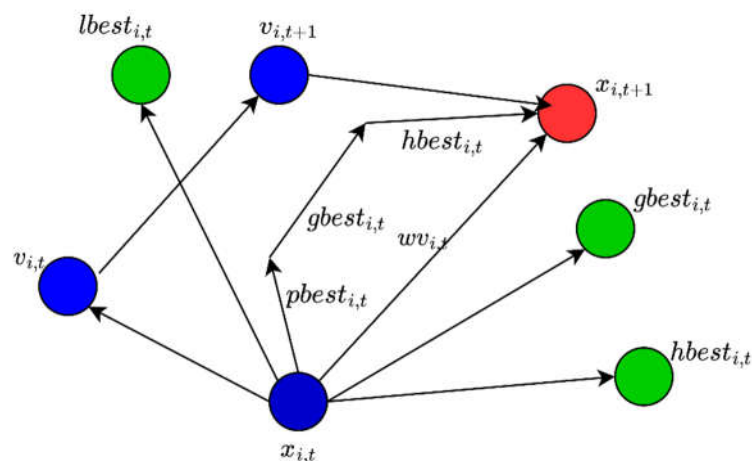 lbest_{i,t}
v_{i,t+1}
x_{i,t+1}
hbest_{i,t}
gbest_{i,t}
gbest_{i,t}
wv_{i,t}
v_{i,t}
pbest_{i,t}
hbest_{i,t}
x_{i,t}